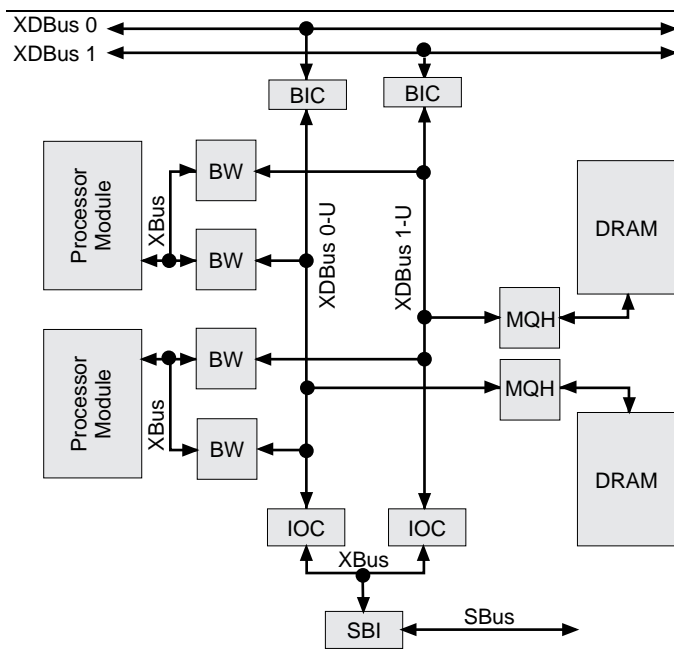 XDBus 0
XDBus 1
BIC
BIC
Processor
Module
XBus
BW
BW
XDBus 0-U
XDBus 1-U
DRAM
MQH
Processor
Module
XBus
BW
BW
MQH
DRAM
IOC
IOC
XBus
SBI
SBus